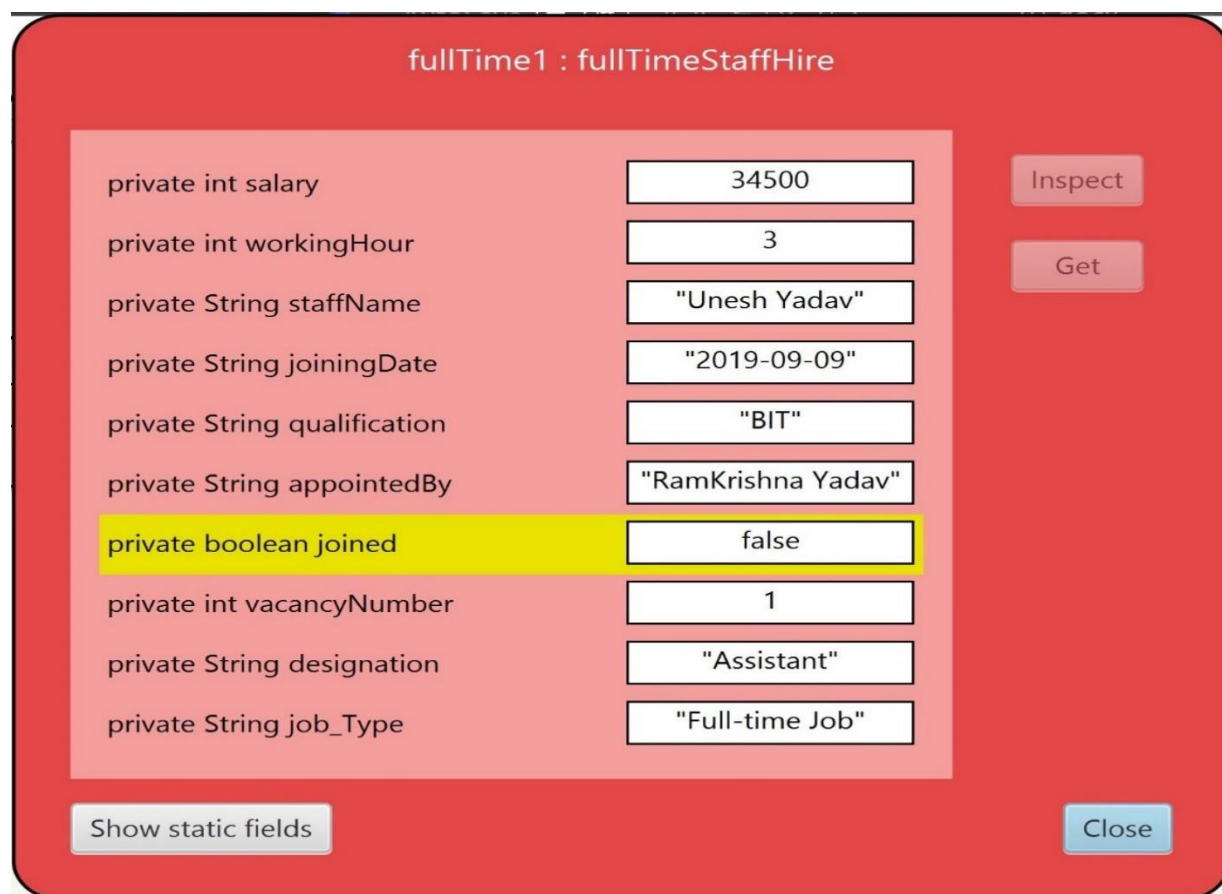 fullTime1 : fullTimeStaffHire
private int salary 34500
Inspect
private int workingHour 3
Get
private String staffName "Unesh Yadav"
private String joiningDate "2019-09-09"
private String qualification "BIT"
private String appointedBy "RamKrishna Yadav"
private boolean joined false
private int vacancyNumber 1
private String designation "Assistant"
private String job_Type "Full-time Job"
Show static fields
Close